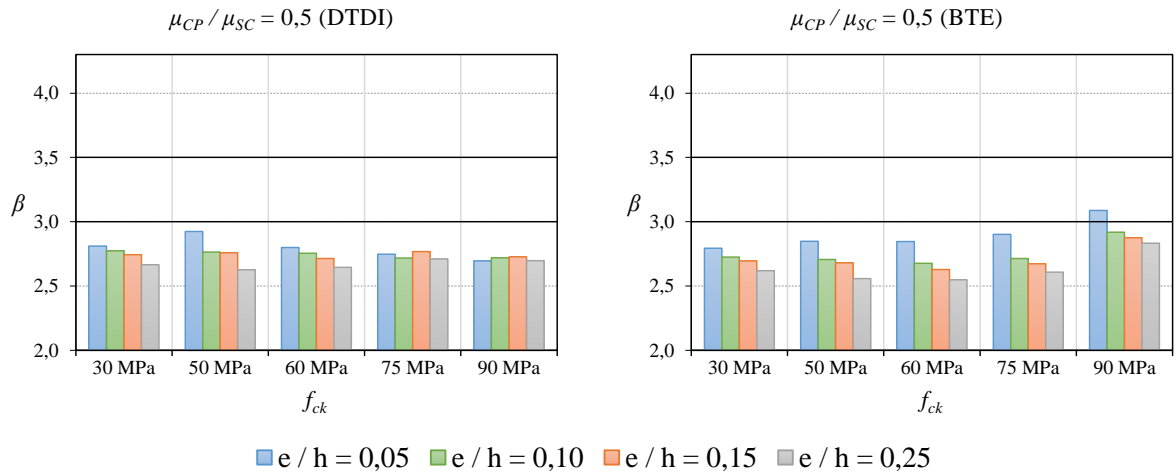 μCP / μSC = 0,5 (DTDI)
4,0
3,5
β
3,0
2,5
2,0
30 MPa 50 MPa 60 MPa 75 MPa 90 MPa
fck
μCP / μSC = 0,5 (BTE)
4,0
3,5
β
3,0
2,5
2,0
30 MPa 50 MPa 60 MPa 75 MPa 90 MPa
fck
e / h = 0,05 e / h = 0,10 e / h = 0,15 e / h = 0,25